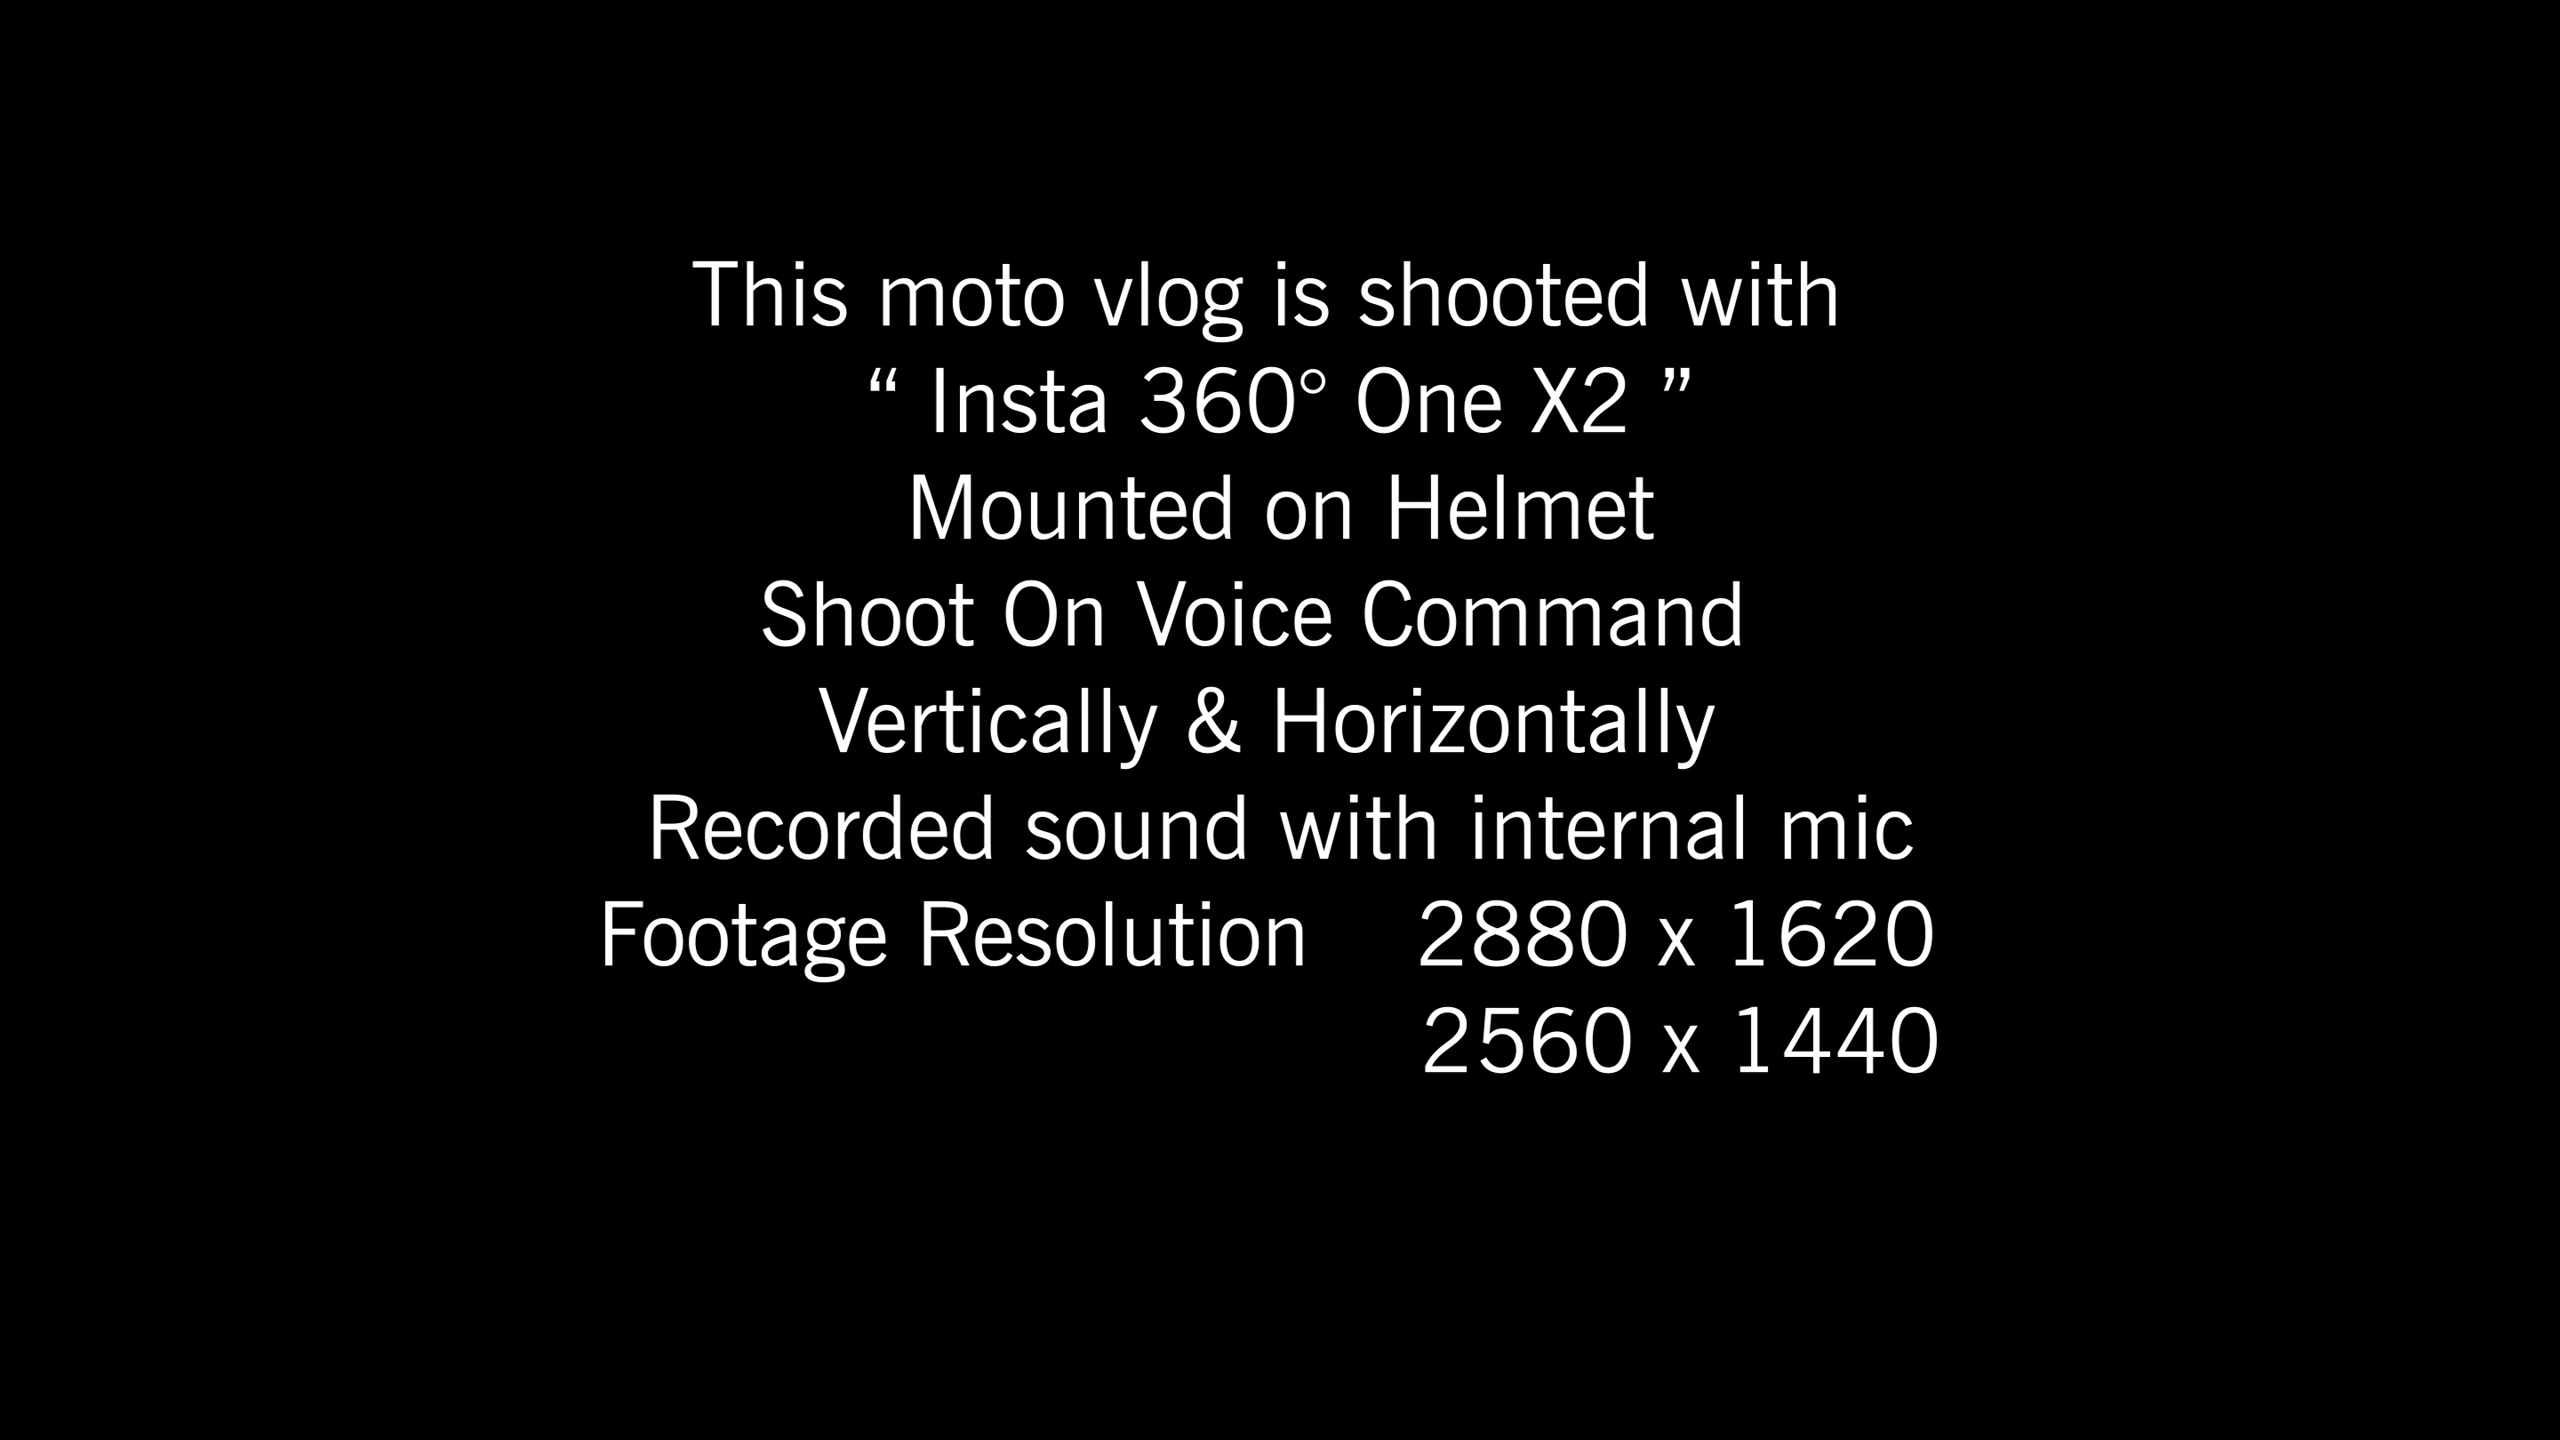 This moto vlog is shooted with
“ Insta 360° One X2 ”
Mounted on Helmet
Shoot On Voice Command
Vertically & Horizontally
Recorded sound with internal mic
Footage Resolution 2880 x 1620
2560 x 1440